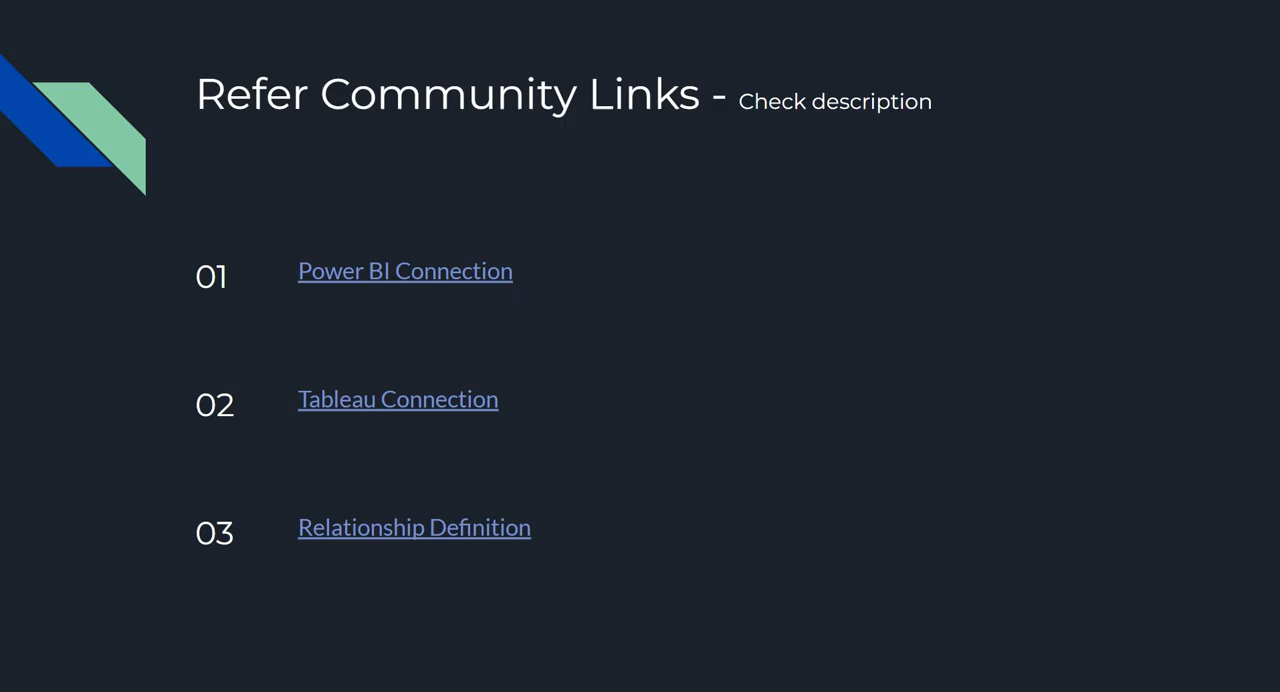 Refer Community Links - Check description
01 Power BI Connection
02 Tableau Connection
03 Relationship Definition